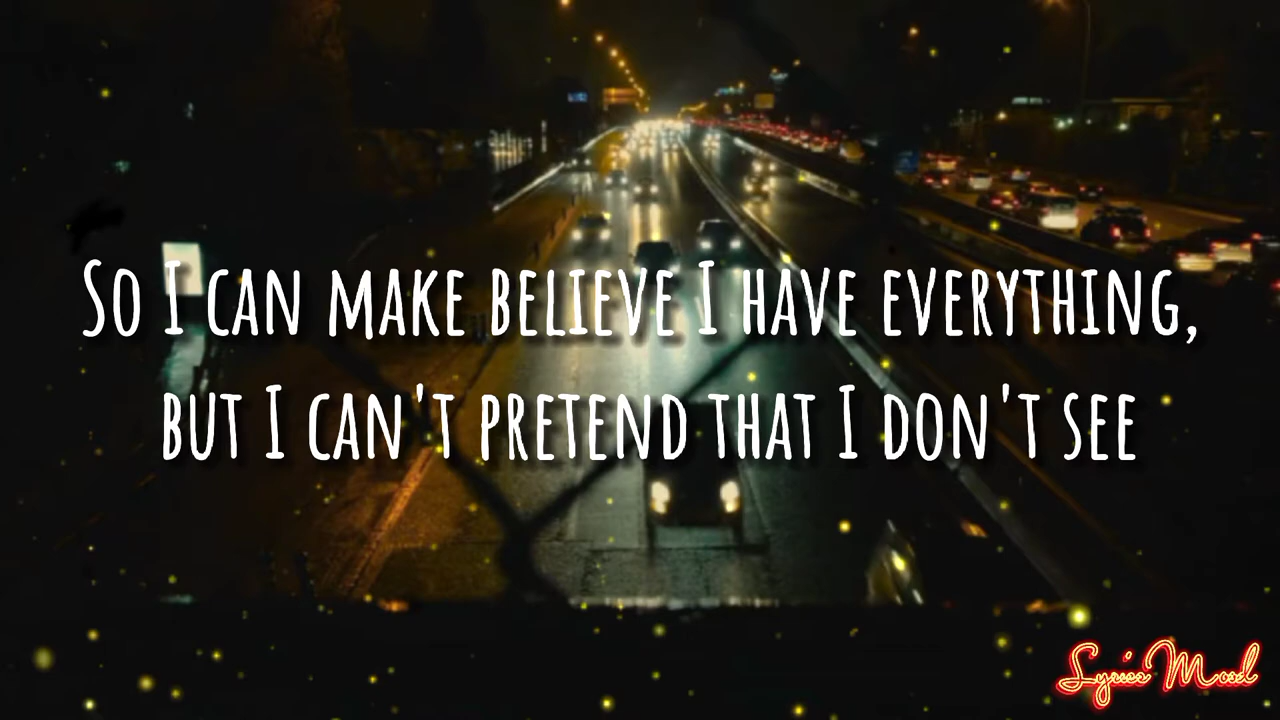 So I can make believe I have everything,
but I can't pretend that I don't see
Lyrics Mood